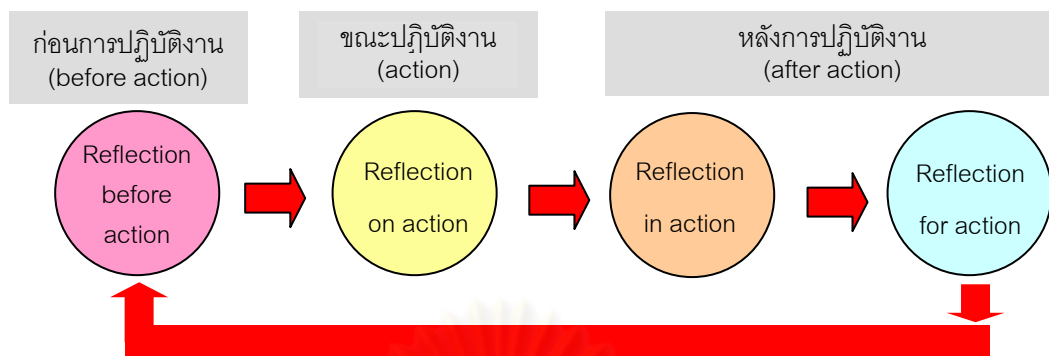 ก่อนการปฏิบัติงาน
(before action)
ขณะปฏิบัติงาน
(action)
หลังการปฏิบัติงาน
(after action)
Reflection
before
action
Reflection
on action
Reflection
in action
Reflection
for action